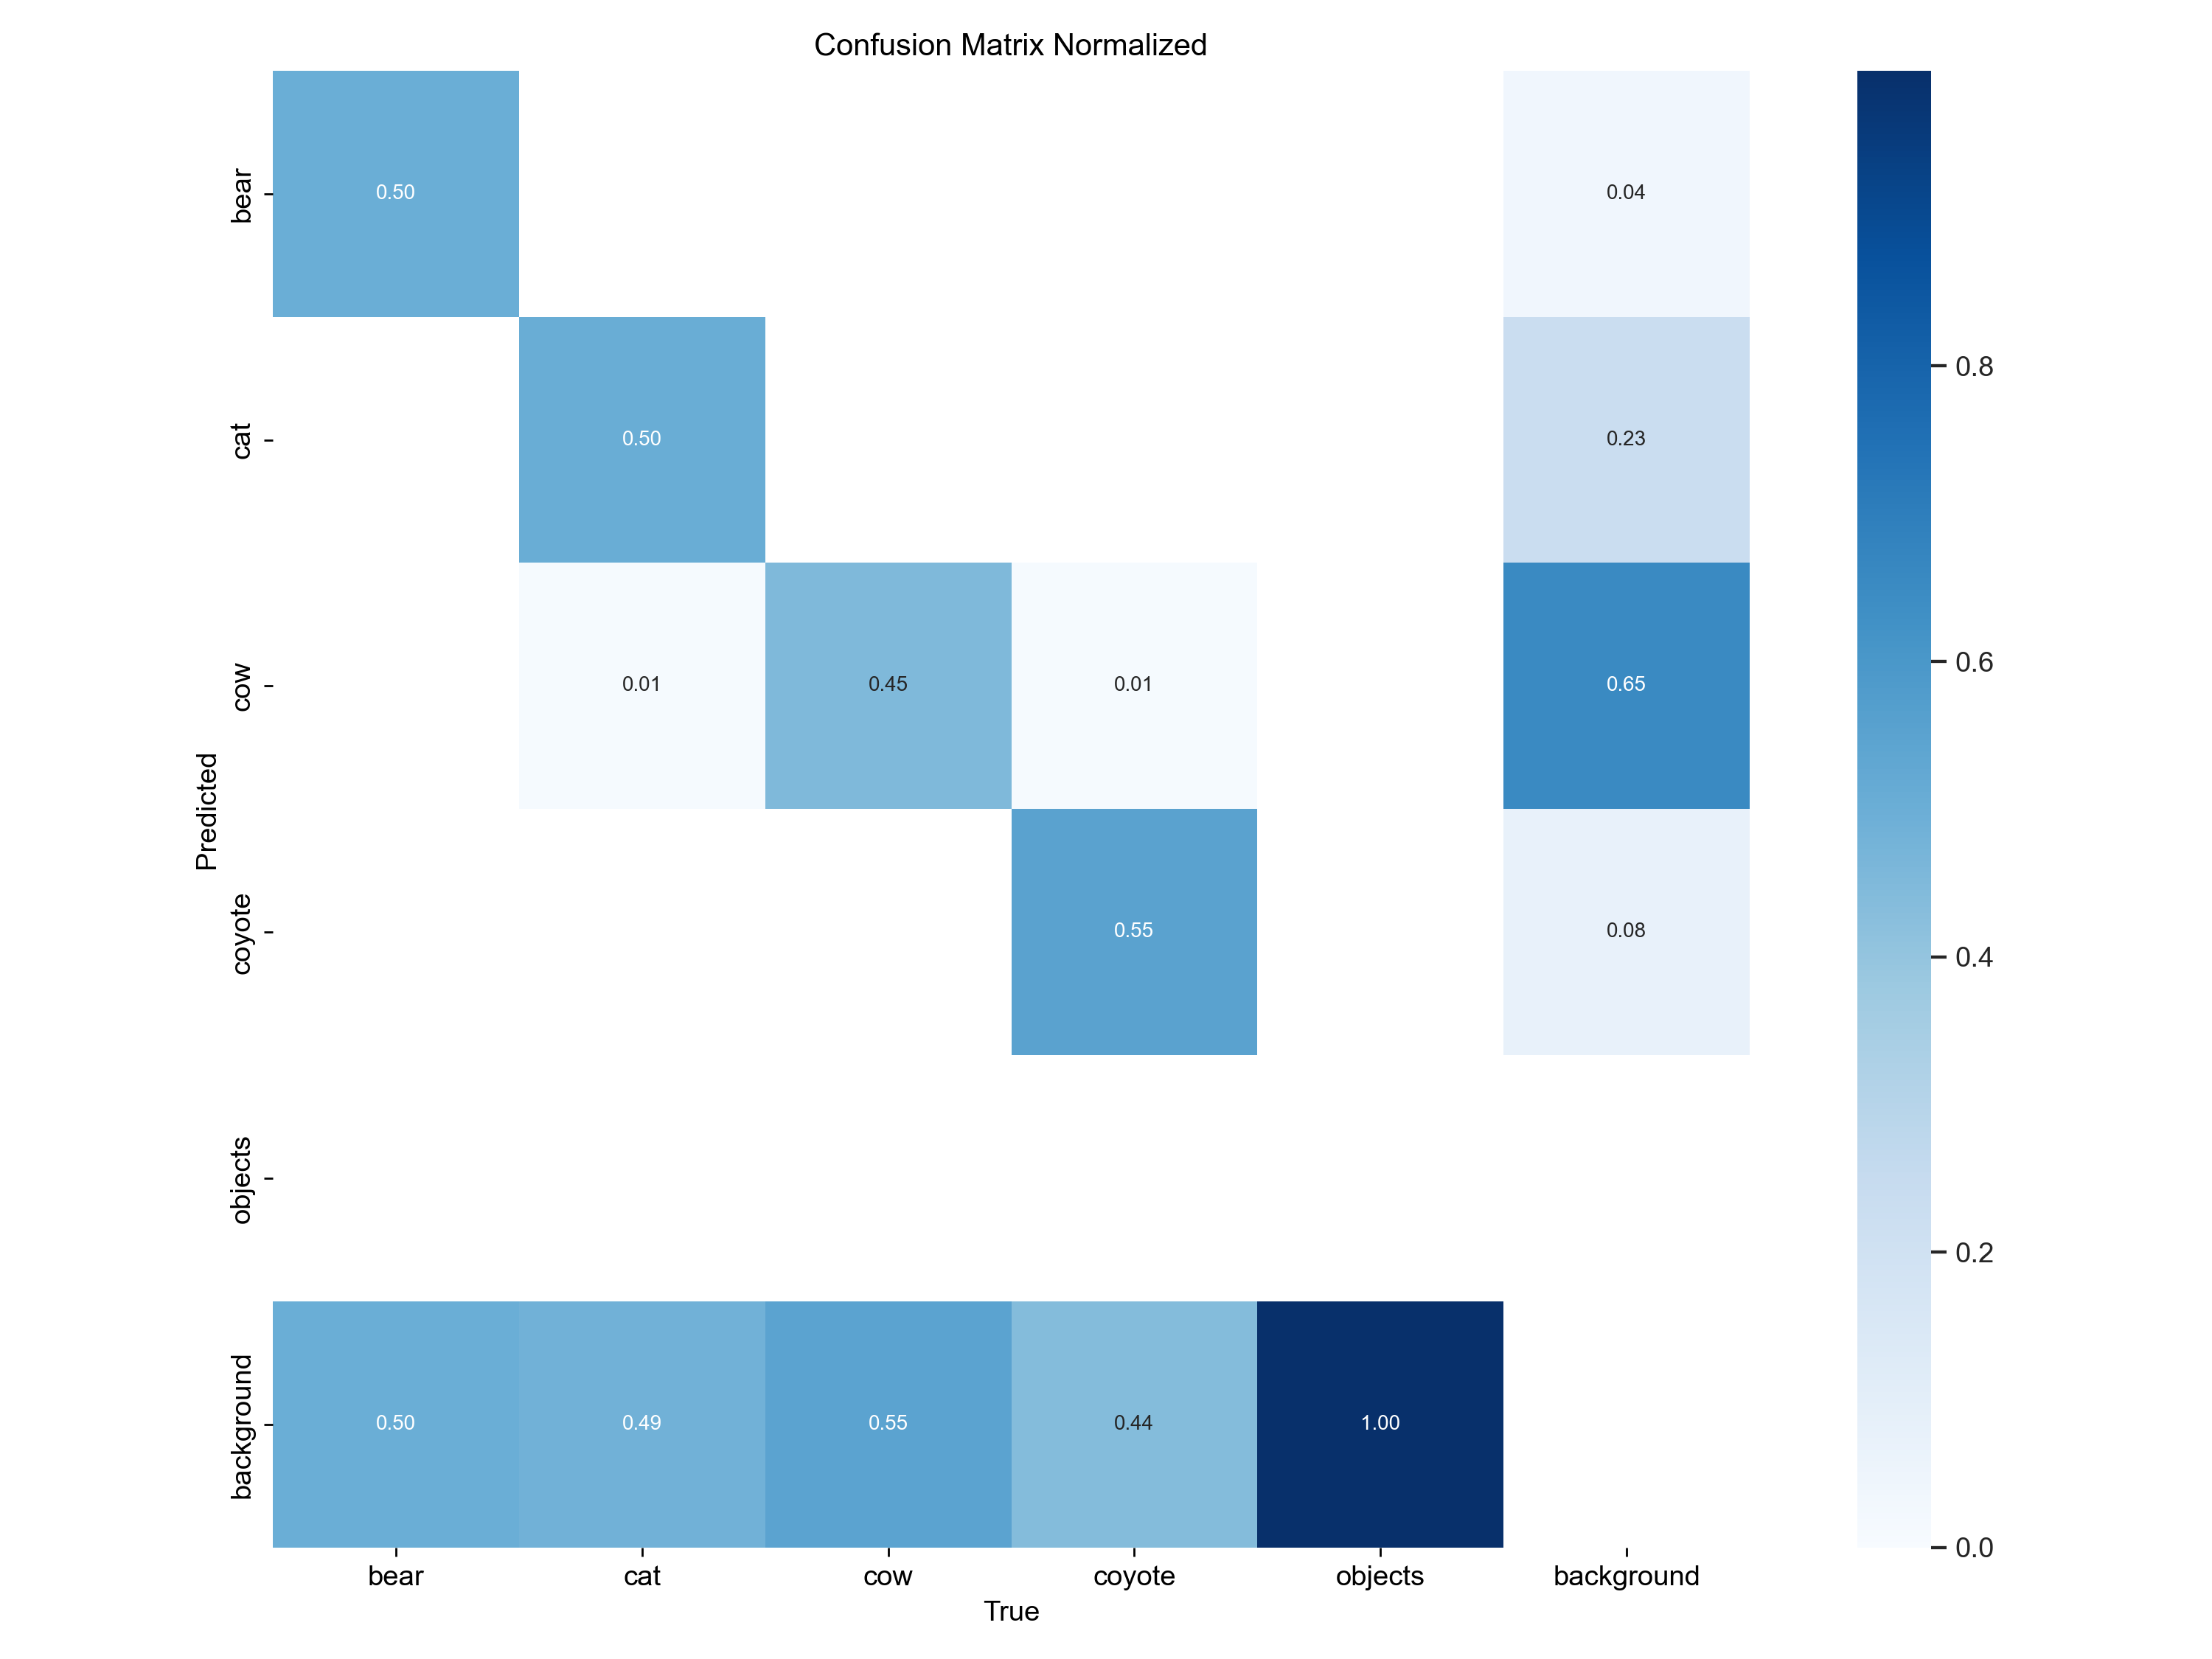 Confusion Matrix Normalized
bear
0.50
0.04
cat
0.50
0.23
cow
0.01
0.45
0.01
0.65
coyote
0.55
0.08
objects
background
0.50
0.49
0.55
0.44
1.00
Predicted
bear
cat
cow
coyote
objects
background
True
0.8
0.6
0.4
0.2
0.0